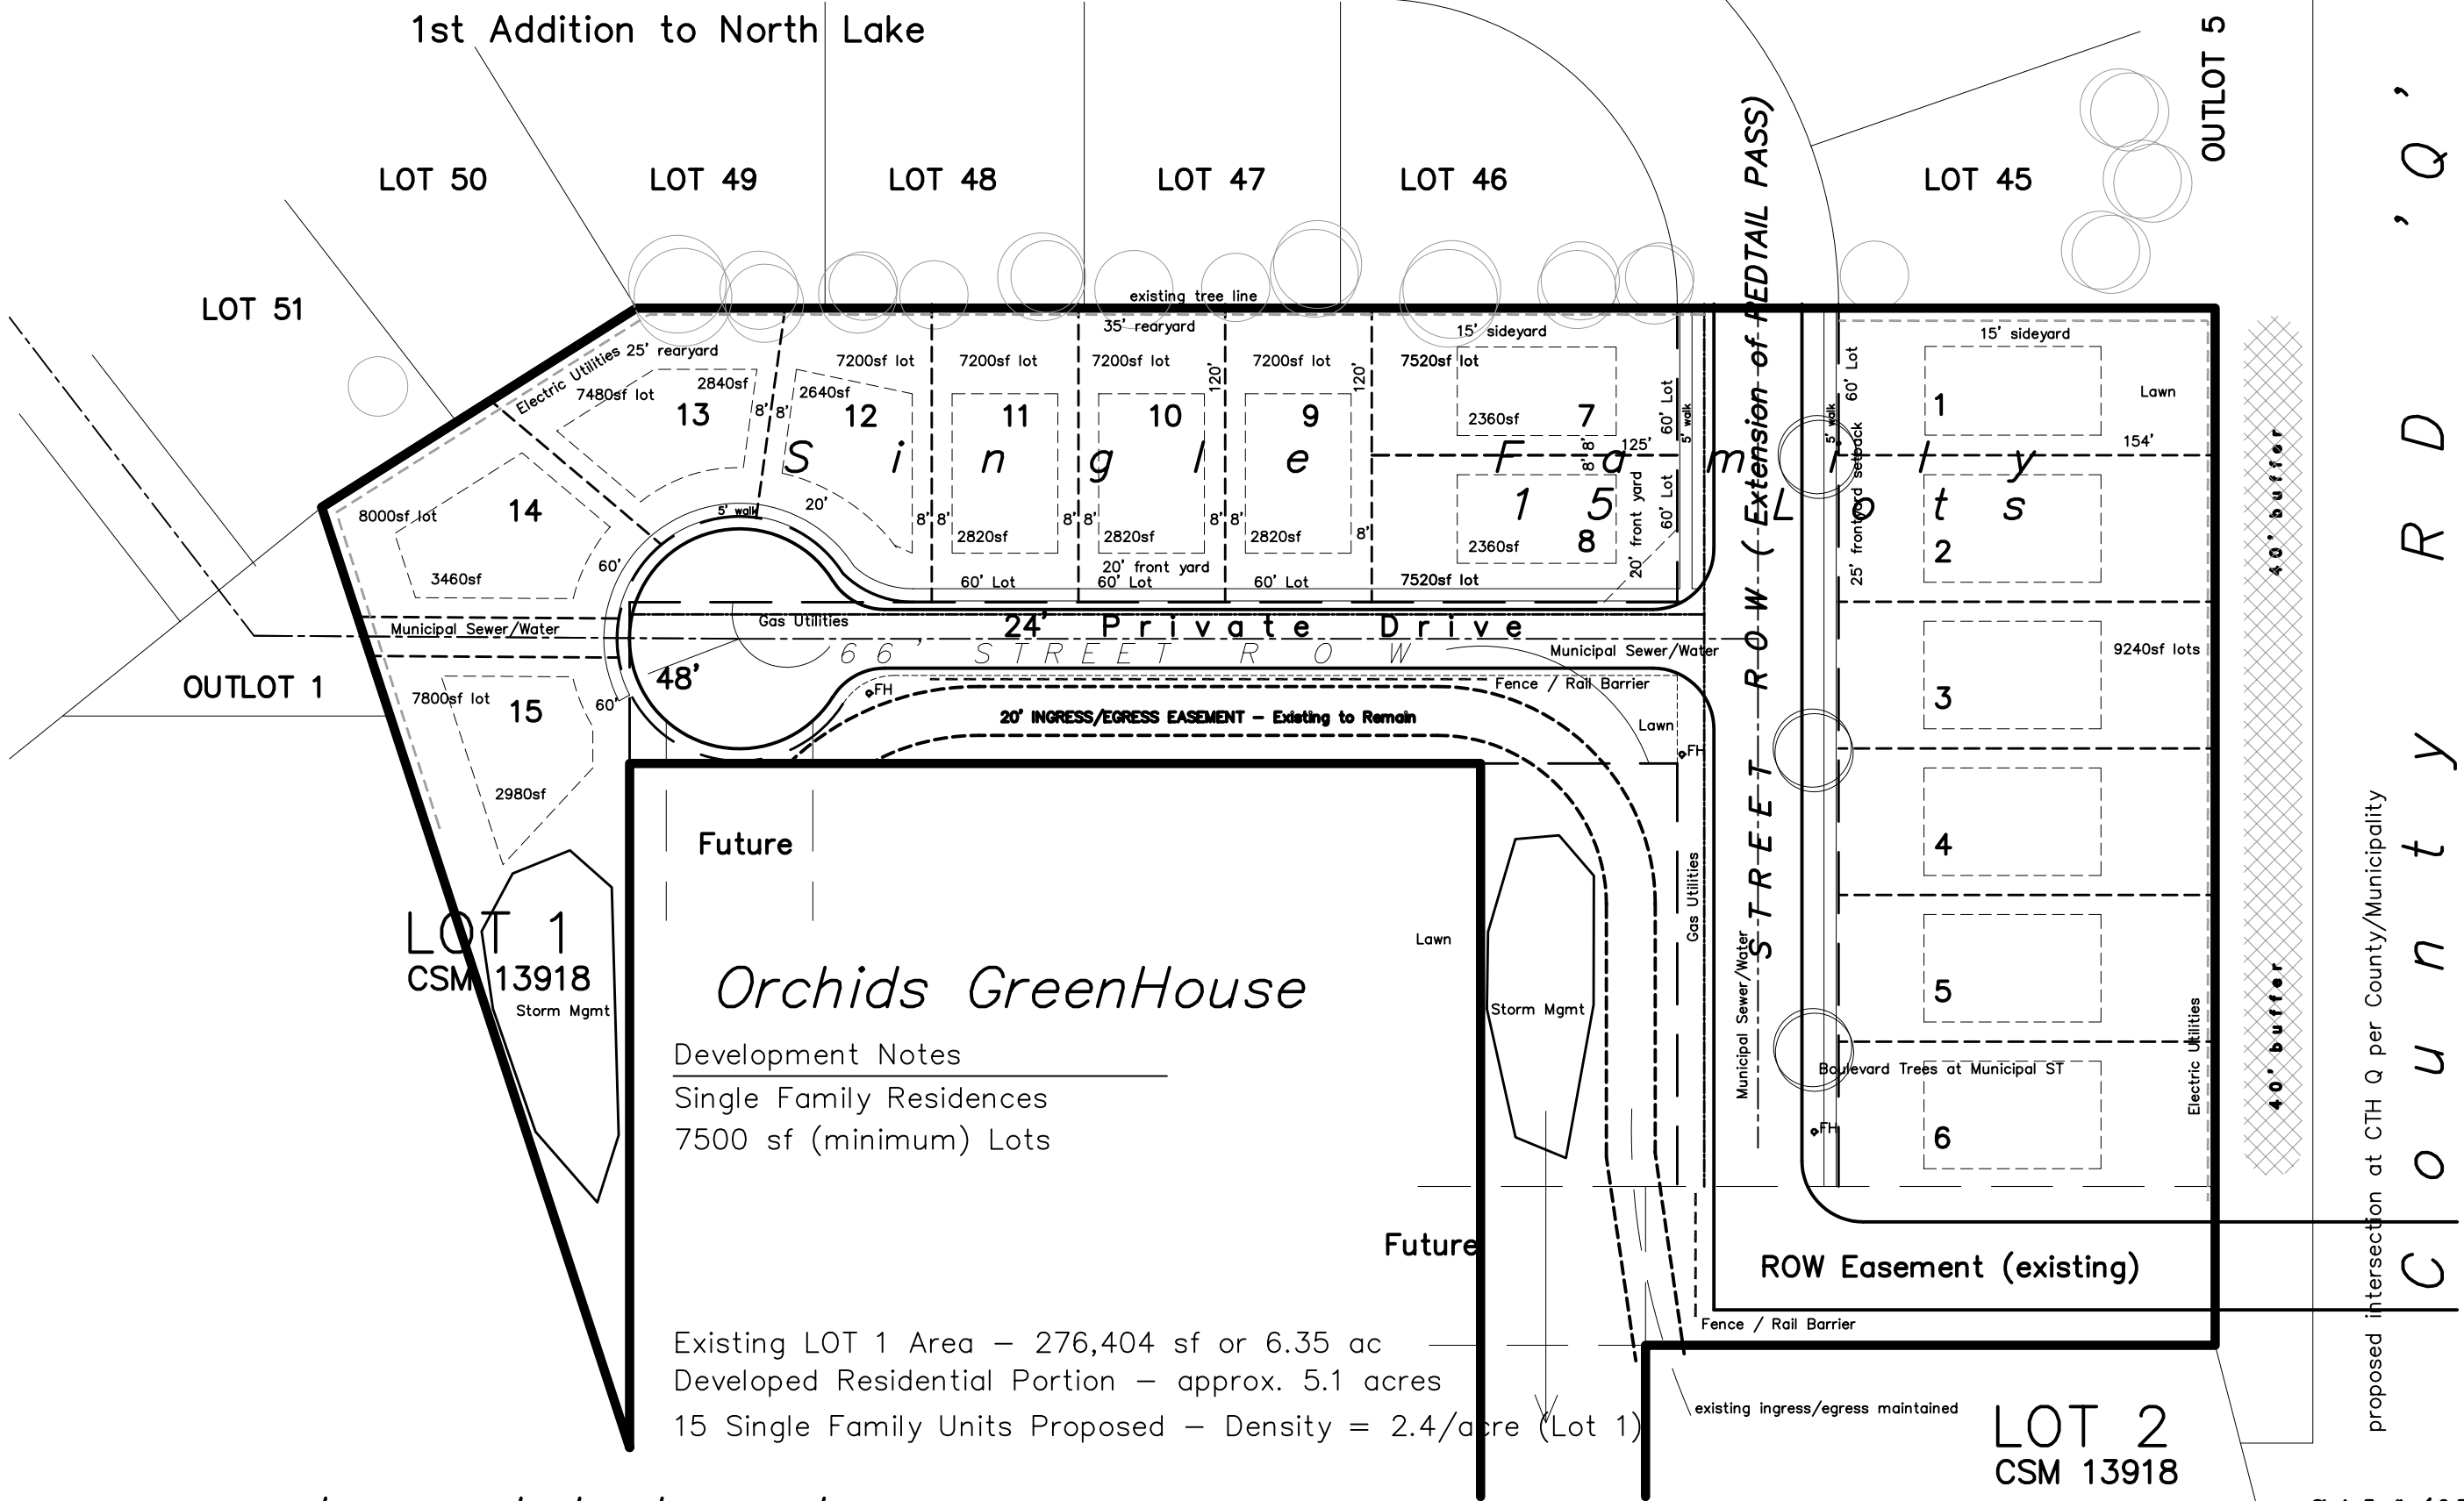 1st Addition to North Lake
OUTLOT 5
LOT 50
LOT 49
LOT 48
LOT 47
LOT 46
LOT 45
LOT 51
existing tree line
35' rearyard
15' sideyard
15' sideyard
Electric Utilities
25' rearyard
7200sf lot
7200sf lot
7200sf lot
7200sf lot
7520sf lot
7480sf lot
2840sf
2640sf
120'
120'
60' Lot
60' Lot
Lawn
13
8'
8'
12
11
10
9
2360sf
7
5' walk
5' walk
1
8'
8'
125'
154'
Single Family
15 Lots
14
8000sf lot
5' walk
20'
8'
8'
8'
8'
8'
8'
8'
2820sf
2820sf
2820sf
2360sf
8
20' front yard
60' Lot
25' frontyard setback
2
3460sf
60'
20' front yard
60' Lot
60' Lot
60' Lot
7520sf lot
Municipal Sewer/Water
Gas Utilities
24' Private Drive
66' STREET ROW
Municipal Sewer/Water
STREET ROW (Extension of REDTAIL PASS)
9240sf lots
OUTLOT 1
48'
7800sf lot
15
60'
FH
Fence / Rail Barrier
20' INGRESS/EGRESS EASEMENT – Existing to Remain
Lawn
FH
3
2980sf
Future
4
Gas Utilities
LOT 1
CSM 13918
Storm Mgmt
Lawn
Orchids GreenHouse
Storm Mgmt
Municipal Sewer/Water
5
Electric Utilities
Development Notes
Single Family Residences
7500 sf (minimum) Lots
Boulevard Trees at Municipal ST
FH
6
40' buffer
40' buffer
Future
ROW Easement (existing)
Fence / Rail Barrier
Existing LOT 1 Area – 276,404 sf or 6.35 ac
Developed Residential Portion – approx. 5.1 acres
15 Single Family Units Proposed – Density = 2.4/acre (Lot 1)
existing ingress/egress maintained
LOT 2
CSM 13918
proposed intersection at CTH Q per County/Municipality
County RD 'Q'